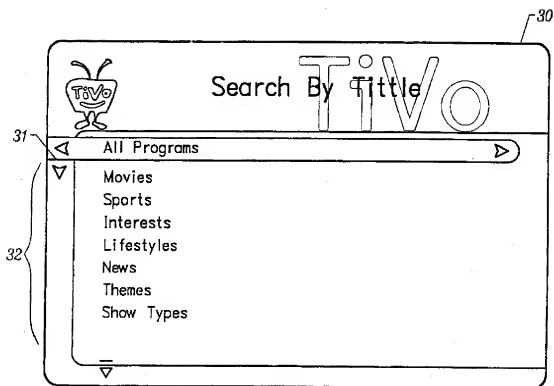 30
TiVo
TiVo
Search By Tittle
31
All Programs
Movies
Sports
32
Interests
Lifestyles
News
Themes
Show Types